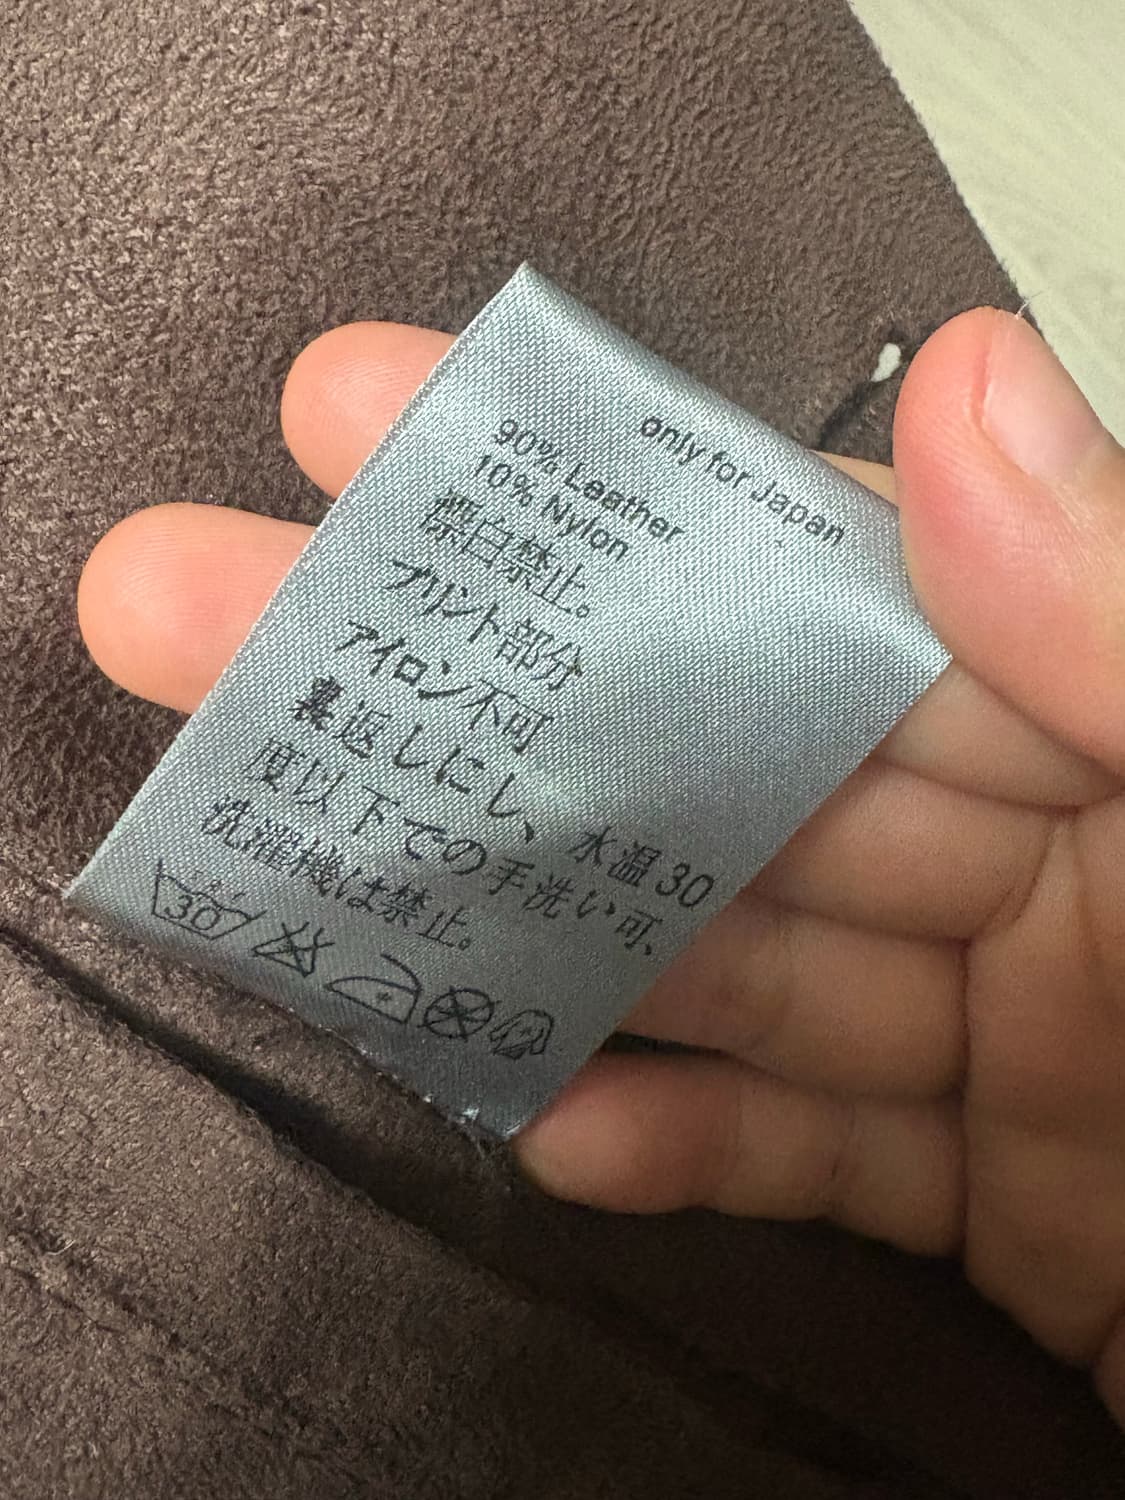 only for Japan
90% Leather
10% Nylon
漂白禁止。
プリント部分
アイロン不可
裏返しにし、水温30
度以下での手洗い可、
洗濯機は禁止。
30